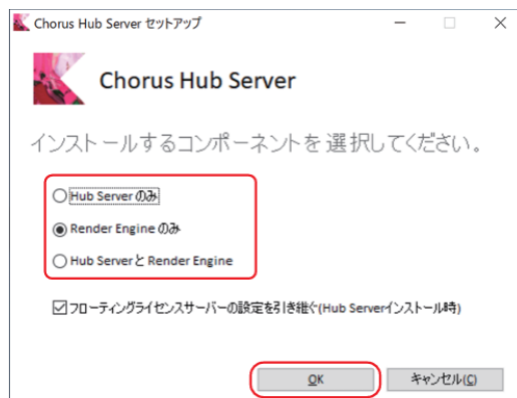 Chorus Hub Server セットアップ
Chorus Hub Server
インストールするコンポーネントを選択してください。
Hub Server のみ
Render Engine のみ
Hub Server と Render Engine
フローティングライセンスサーバーの設定を引き継ぐ(Hub Serverインストール時)
OK キャンセル(C)